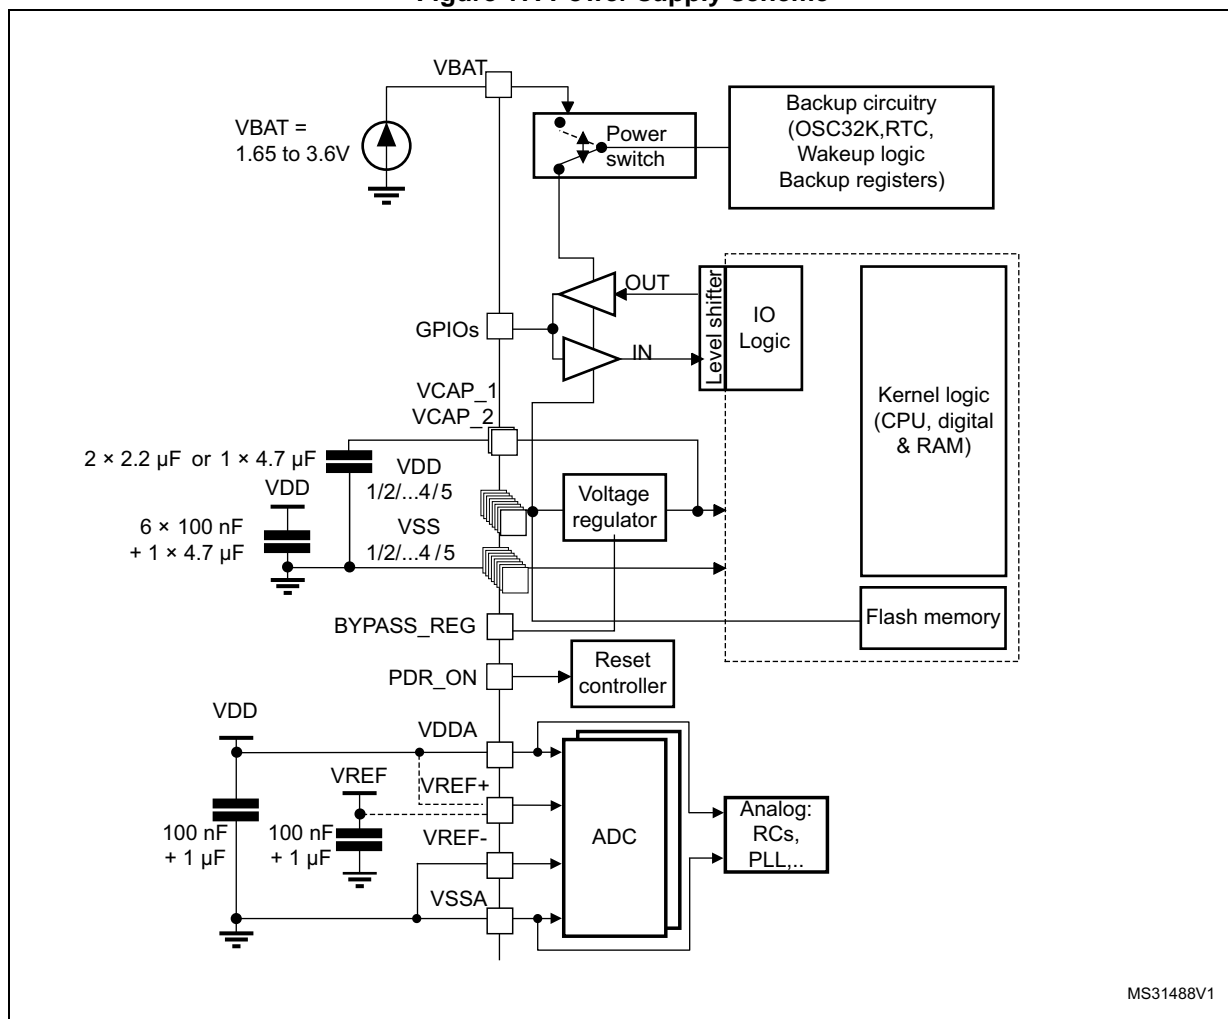 VBAT
VBAT =
1.65 to 3.6V
Power
switch
Backup circuitry
(OSC32K,RTC,
Wakeup logic
Backup registers)
OUT
GPIOs
IN
Level shifter
IO
Logic
Kernel logic
(CPU, digital
& RAM)
VCAP_1
VCAP_2
2 × 2.2 µF or 1 × 4.7 µF
VDD
1/2/...4/5
VDD
6 × 100 nF
+ 1 × 4.7 µF
VSS
1/2/...4/5
Voltage
regulator
Flash memory
BYPASS_REG
PDR_ON
Reset
controller
VDD
VDDA
VREF
VREF+
100 nF
+ 1 µF
100 nF
+ 1 µF
VREF-
VSSA
ADC
Analog:
RCs,
PLL,..
MS31488V1